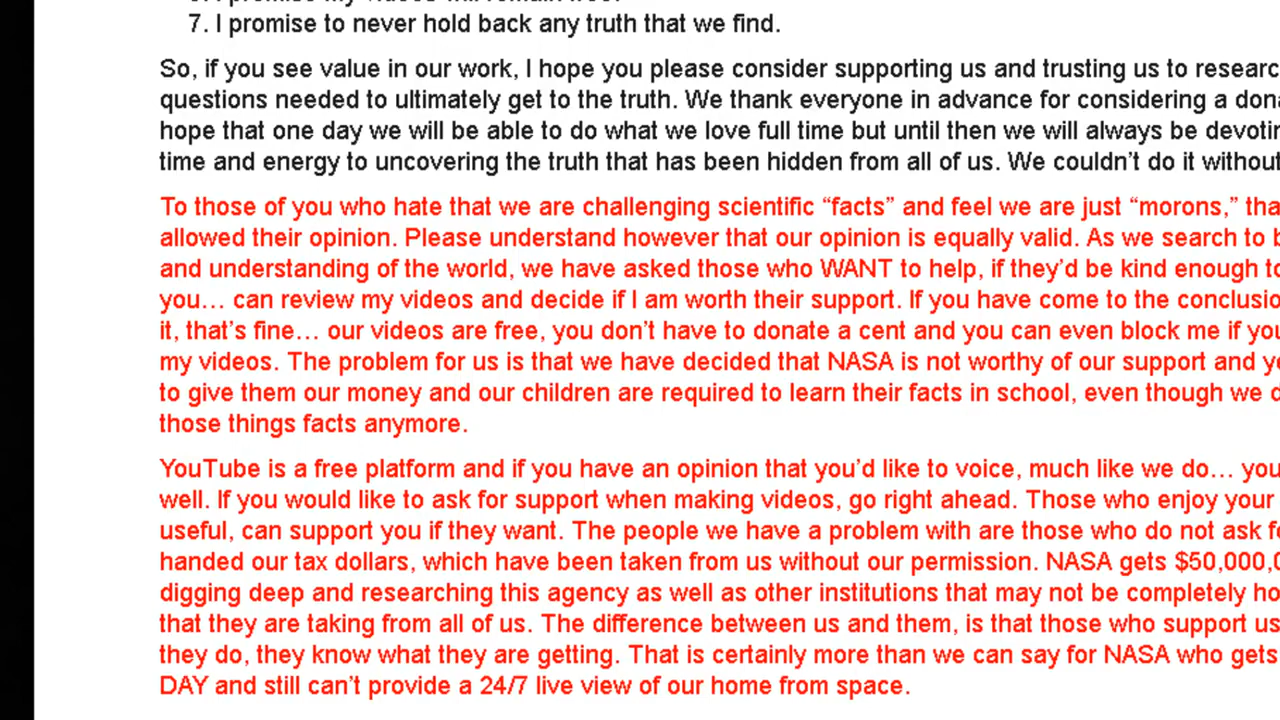 7. I promise to never hold back any truth that we find.
So, if you see value in our work, I hope you please consider supporting us and trusting us to researc
questions needed to ultimately get to the truth. We thank everyone in advance for considering a dona
hope that one day we will be able to do what we love full time but until then we will always be devotin
time and energy to uncovering the truth that has been hidden from all of us. We couldn’t do it without
To those of you who hate that we are challenging scientific “facts” and feel we are just “morons,” tha
allowed their opinion. Please understand however that our opinion is equally valid. As we search to b
and understanding of the world, we have asked those who WANT to help, if they’d be kind enough to
you… can review my videos and decide if I am worth their support. If you have come to the conclusio
it, that’s fine… our videos are free, you don’t have to donate a cent and you can even block me if you
my videos. The problem for us is that we have decided that NASA is not worthy of our support and ye
to give them our money and our children are required to learn their facts in school, even though we d
those things facts anymore.
YouTube is a free platform and if you have an opinion that you’d like to voice, much like we do… you
well. If you would like to ask for support when making videos, go right ahead. Those who enjoy your
useful, can support you if they want. The people we have a problem with are those who do not ask fo
handed our tax dollars, which have been taken from us without our permission. NASA gets $50,000,0
digging deep and researching this agency as well as other institutions that may not be completely ho
that they are taking from all of us. The difference between us and them, is that those who support us
they do, they know what they are getting. That is certainly more than we can say for NASA who gets
DAY and still can’t provide a 24/7 live view of our home from space.